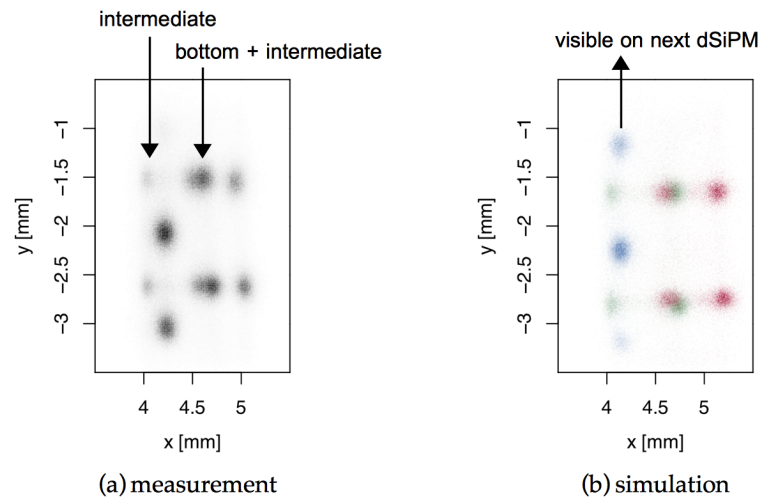 intermediate
bottom + intermediate
visible on next dSiPM
y [mm]
−1
−1.5
−2
−2.5
−3
4 4.5 5
x [mm]
y [mm]
−1
−1.5
−2
−2.5
−3
4 4.5 5
x [mm]
(a) measurement
(b) simulation